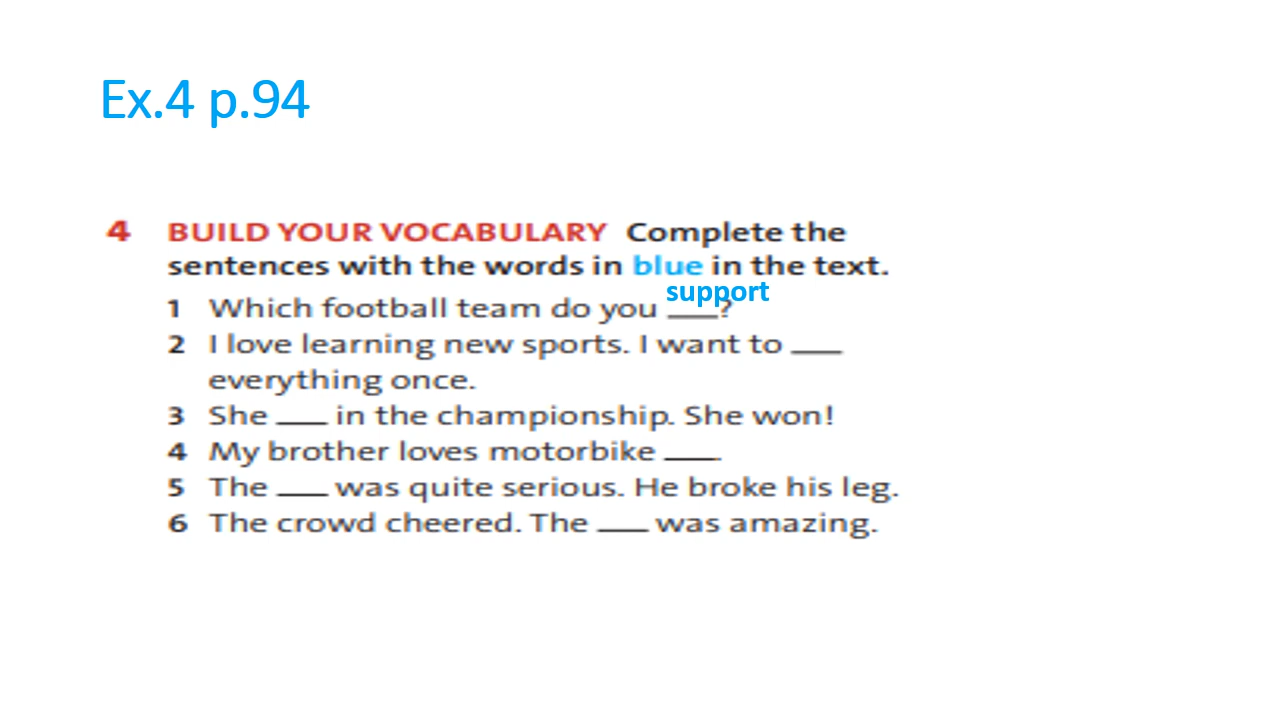 Ex.4 p.94
4 BUILD YOUR VOCABULARY Complete the
sentences with the words in blue in the text.
support
1 Which football team do you ___?
2 I love learning new sports. I want to ___
everything once.
3 She ___ in the championship. She won!
4 My brother loves motorbike ___.
5 The ___ was quite serious. He broke his leg.
6 The crowd cheered. The ___ was amazing.